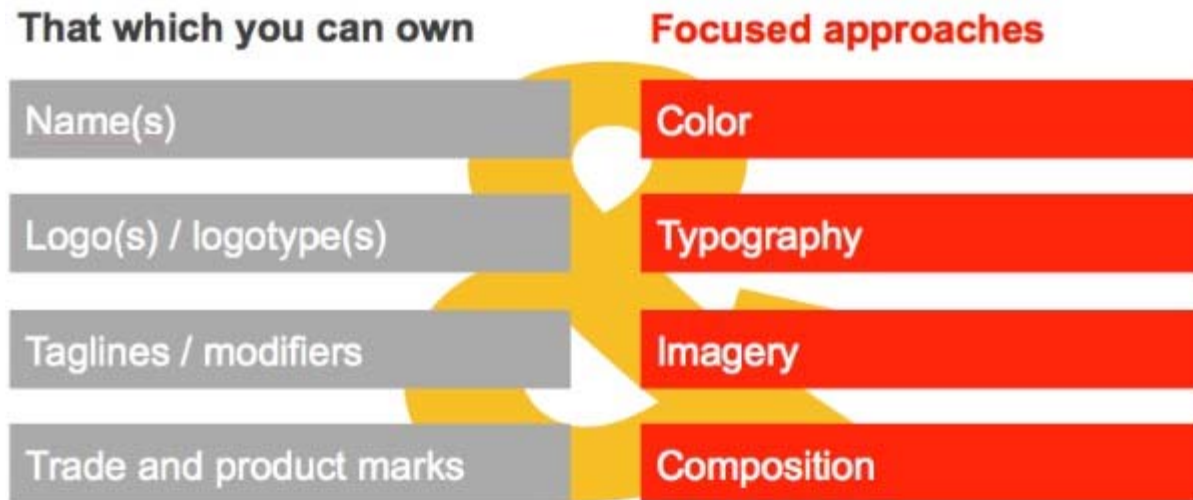 That which you can own
Name(s)
Logo(s) / logotype(s)
Taglines / modifiers
Trade and product marks
&
Focused approaches
Color
Typography
Imagery
Composition